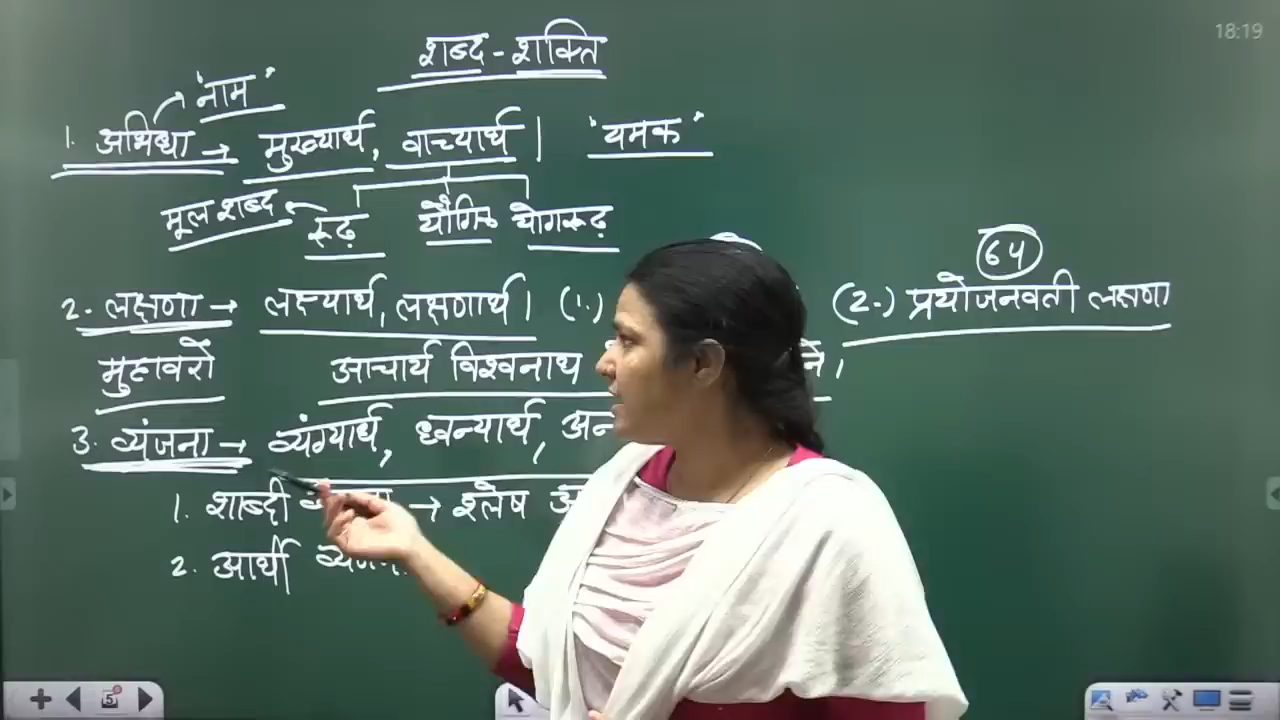 18:19
शब्द-शक्ति
"नाम"
1. अभिधा → मुख्यार्थ, वाच्यार्थ | "यमक"
मूल शब्द रूढ़ यौगिक योगरूढ़
64
2. लक्षणा → लक्ष्यार्थ, लक्षणार्थ। (1.) (2.) प्रयोजनवती लक्षणा
मुहावरों आचार्य विश्वनाथ ने।
3. व्यंजना → व्यंग्यार्थ, ध्वन्यार्थ,
1. शाब्दी → श्लेष
2. आर्थी
5